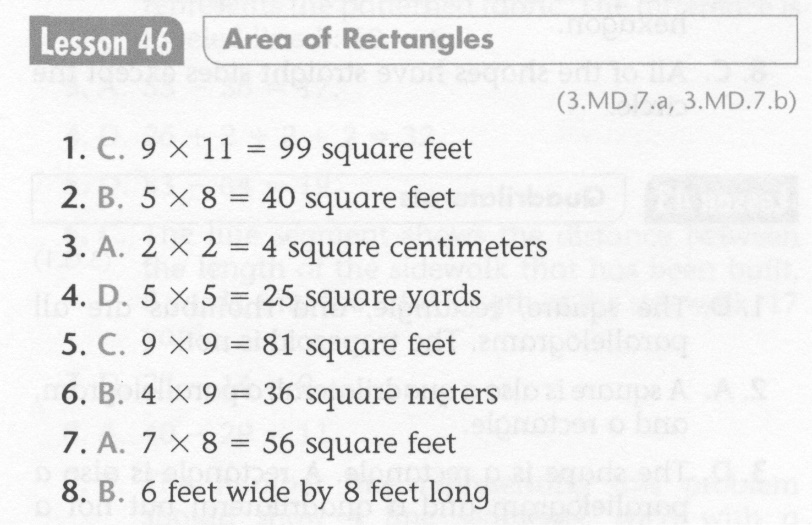 Lesson 46
Area of Rectangles
(3.MD.7.a, 3.MD.7.b)
1. C. 9 × 11 = 99 square feet
2. B. 5 × 8 = 40 square feet
3. A. 2 × 2 = 4 square centimeters
4. D. 5 × 5 = 25 square yards
5. C. 9 × 9 = 81 square feet
6. B. 4 × 9 = 36 square meters
7. A. 7 × 8 = 56 square feet
8. B. 6 feet wide by 8 feet long